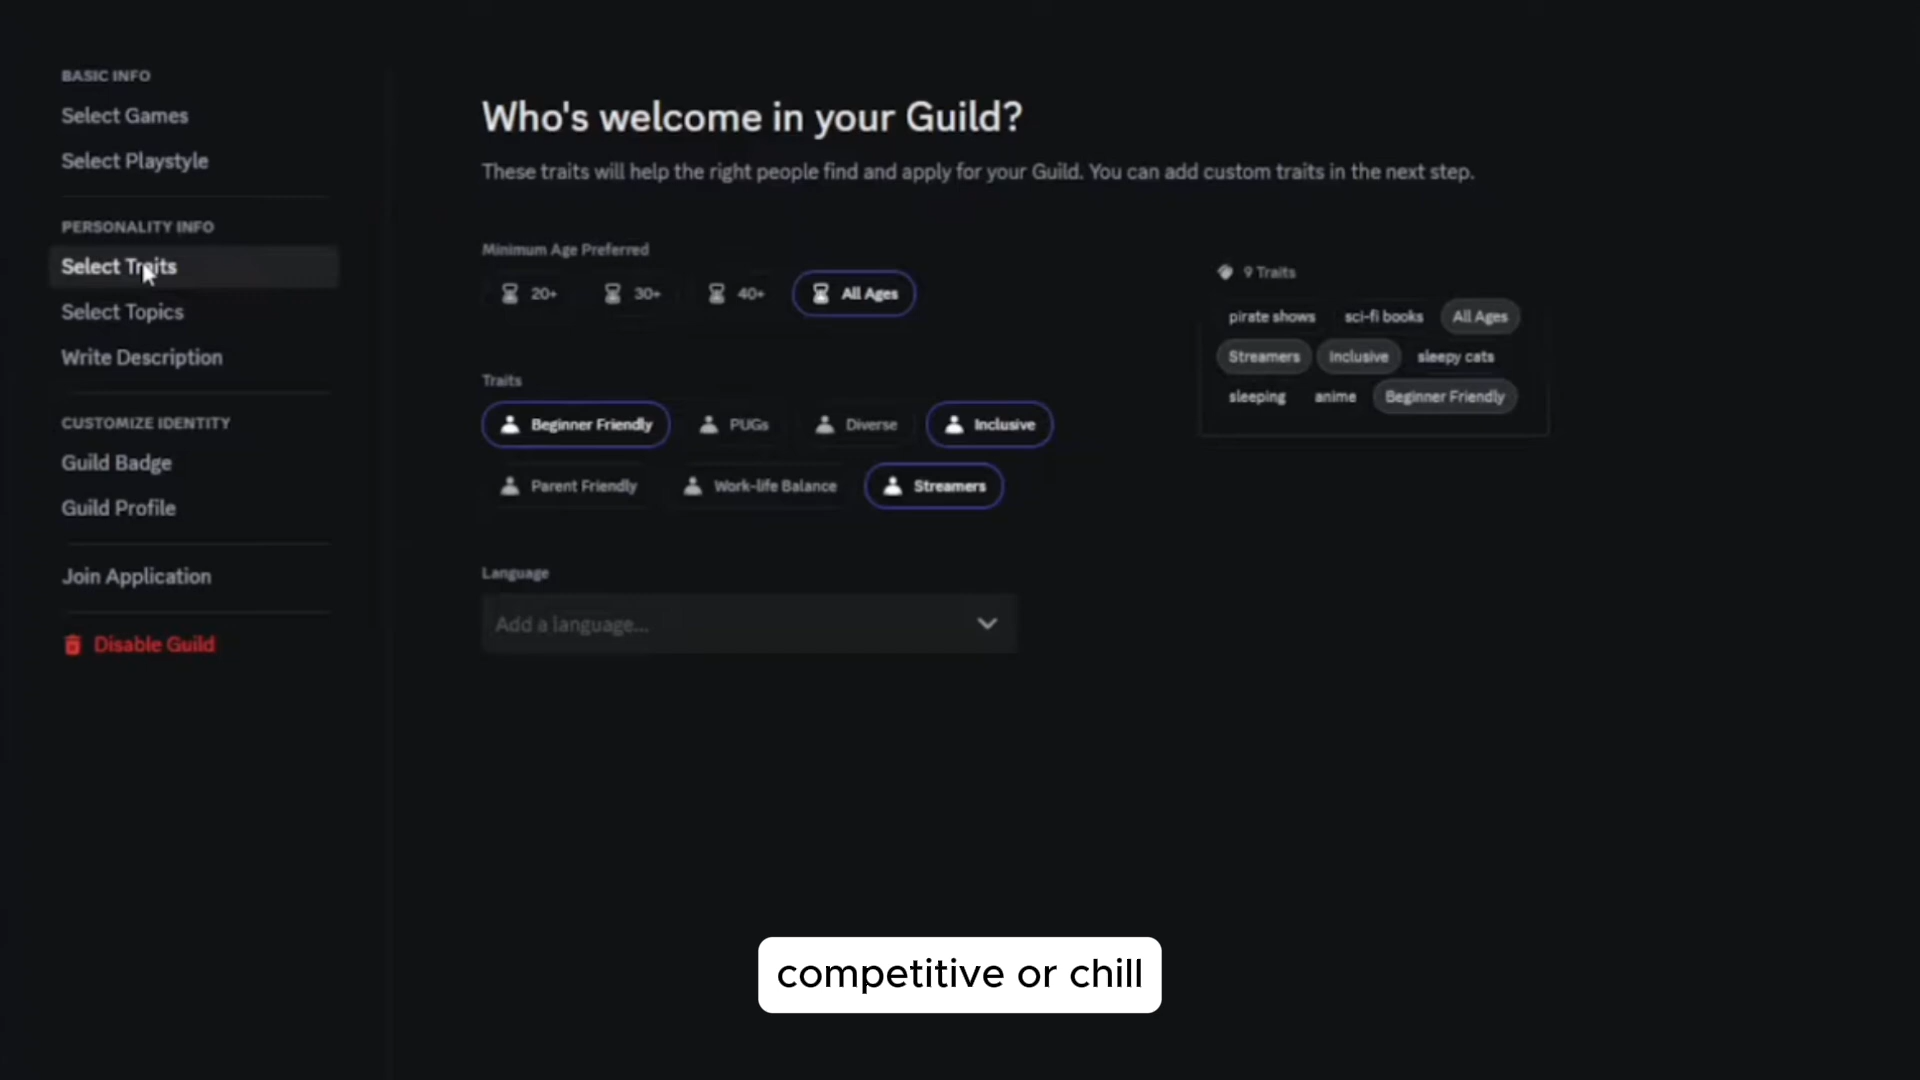 BASIC INFO
Select Games
Select Playstyle
PERSONALITY INFO
Select Traits
Select Topics
Write Description
CUSTOMIZE IDENTITY
Guild Badge
Guild Profile
Join Application
Disable Guild
Who's welcome in your Guild?
These traits will help the right people find and apply for your Guild. You can add custom traits in the next step.
Minimum Age Preferred
20+ 30+ 40+ All Ages
Traits
Beginner Friendly PUGs Diverse Inclusive
Parent Friendly Work-life Balance Streamers
Language
Add a language...
9 Traits
pirate shows sci-fi books All Ages
Streamers Inclusive sleepy cats
sleeping anime Beginner Friendly
competitive or chill